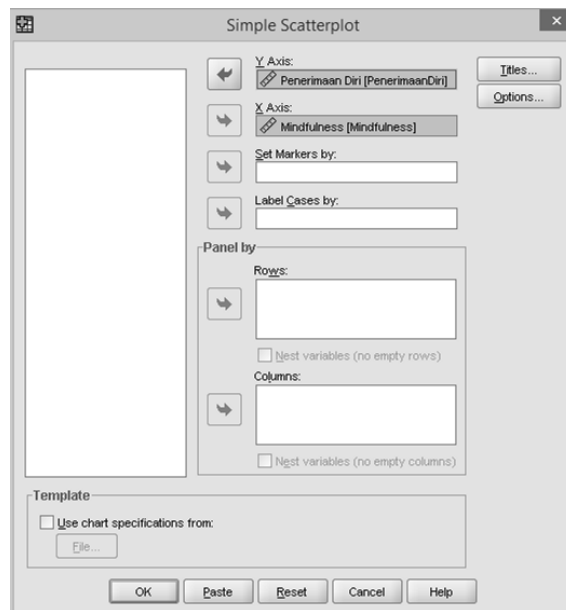 Simple Scatterplot
Y Axis:
Penerimaan Diri [PenerimaanDiri]
X Axis:
Mindfulness [Mindfulness]
Set Markers by:
Label Cases by:
Titles...
Options...
Panel by
Rows:
Nest variables (no empty rows)
Columns:
Nest variables (no empty columns)
Template
Use chart specifications from:
File...
OK
Paste
Reset
Cancel
Help